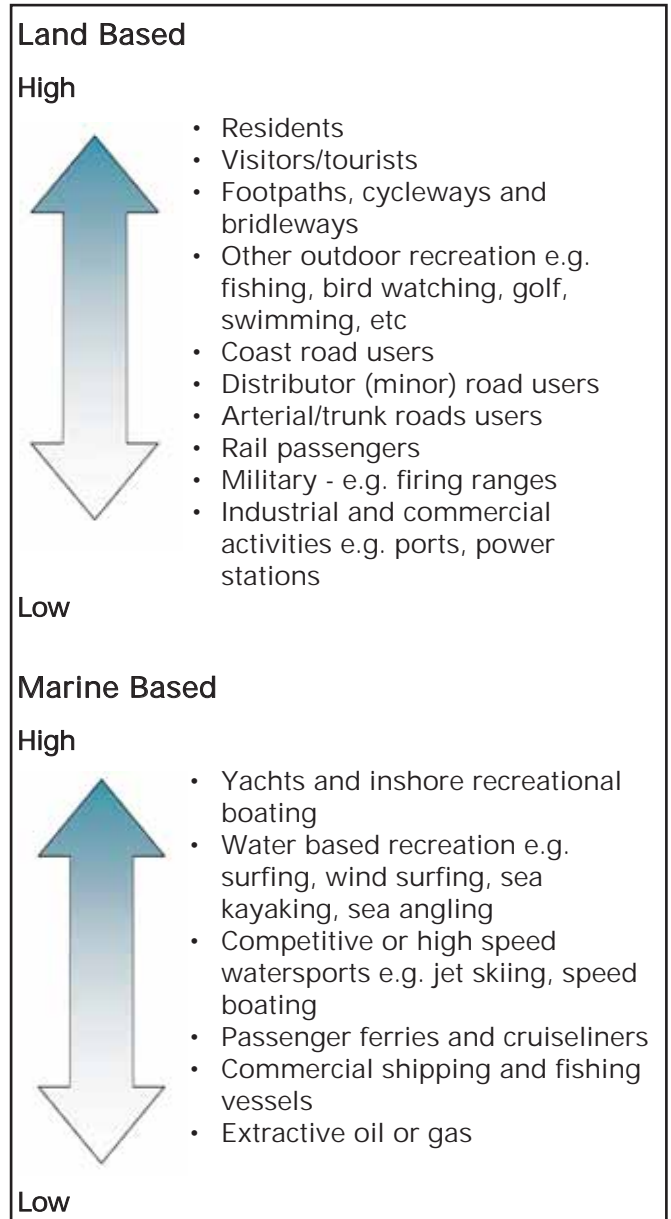 Land Based
High
• Residents
• Visitors/tourists
• Footpaths, cycleways and
bridleways
• Other outdoor recreation e.g.
fishing, bird watching, golf,
swimming, etc
• Coast road users
• Distributor (minor) road users
• Arterial/trunk roads users
• Rail passengers
• Military - e.g. firing ranges
• Industrial and commercial
activities e.g. ports, power
stations
Low
Marine Based
High
• Yachts and inshore recreational
boating
• Water based recreation e.g.
surfing, wind surfing, sea
kayaking, sea angling
• Competitive or high speed
watersports e.g. jet skiing, speed
boating
• Passenger ferries and cruiseliners
• Commercial shipping and fishing
vessels
• Extractive oil or gas
Low